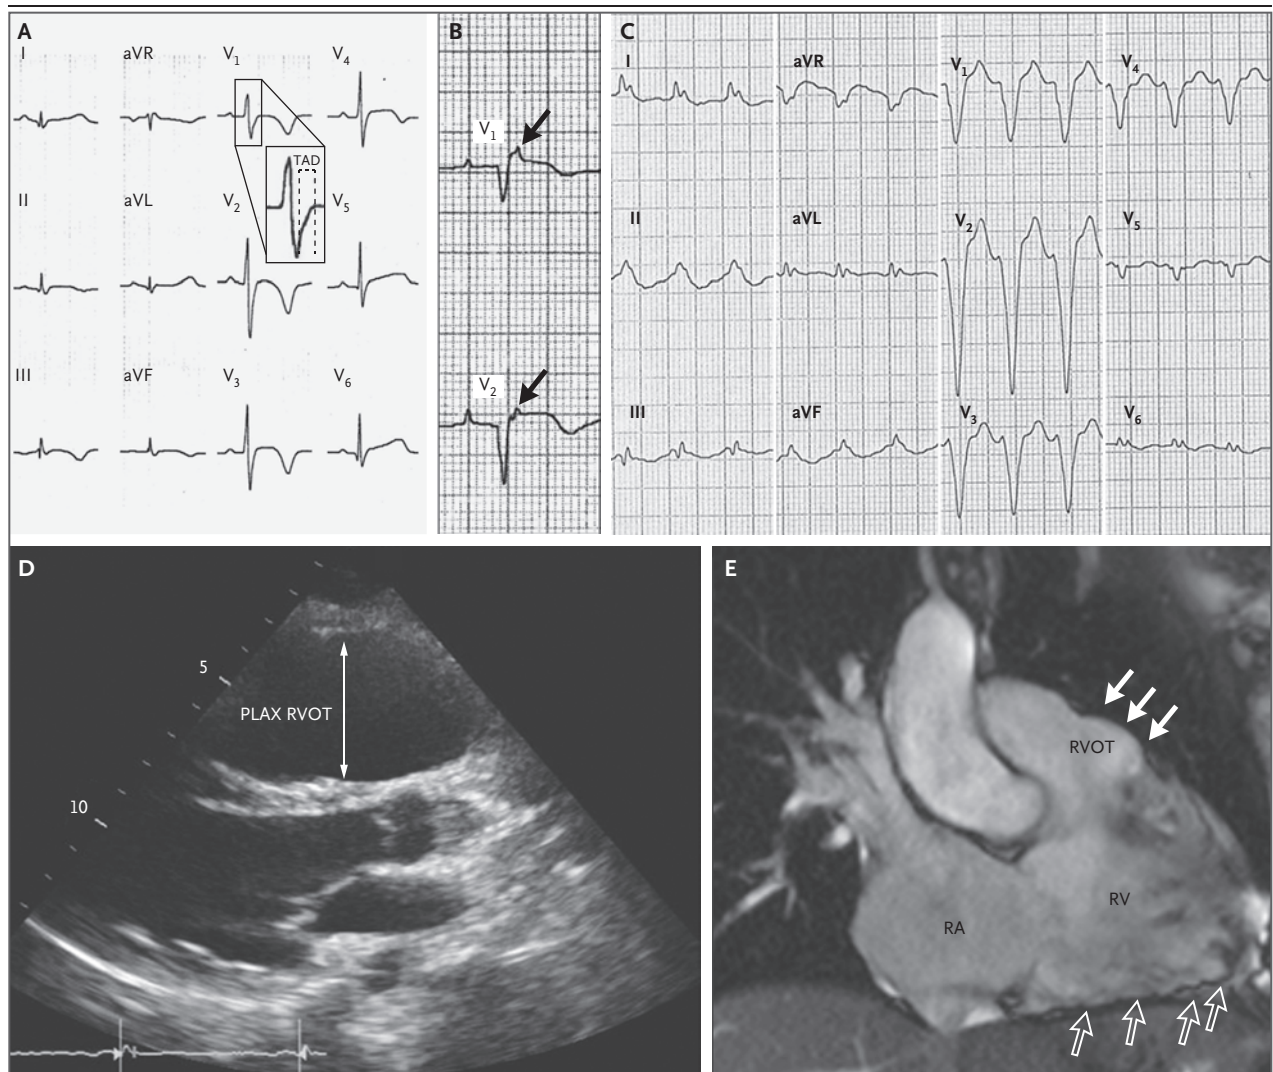 A
I aVR V1 V4
TAD
II aVL V2 V5
III aVF V3 V6
B
V1
V2
C
I aVR V1 V4
II aVL V2 V5
III aVF V3 V6
D
5
PLAX RVOT
10
E
RVOT
RV
RA